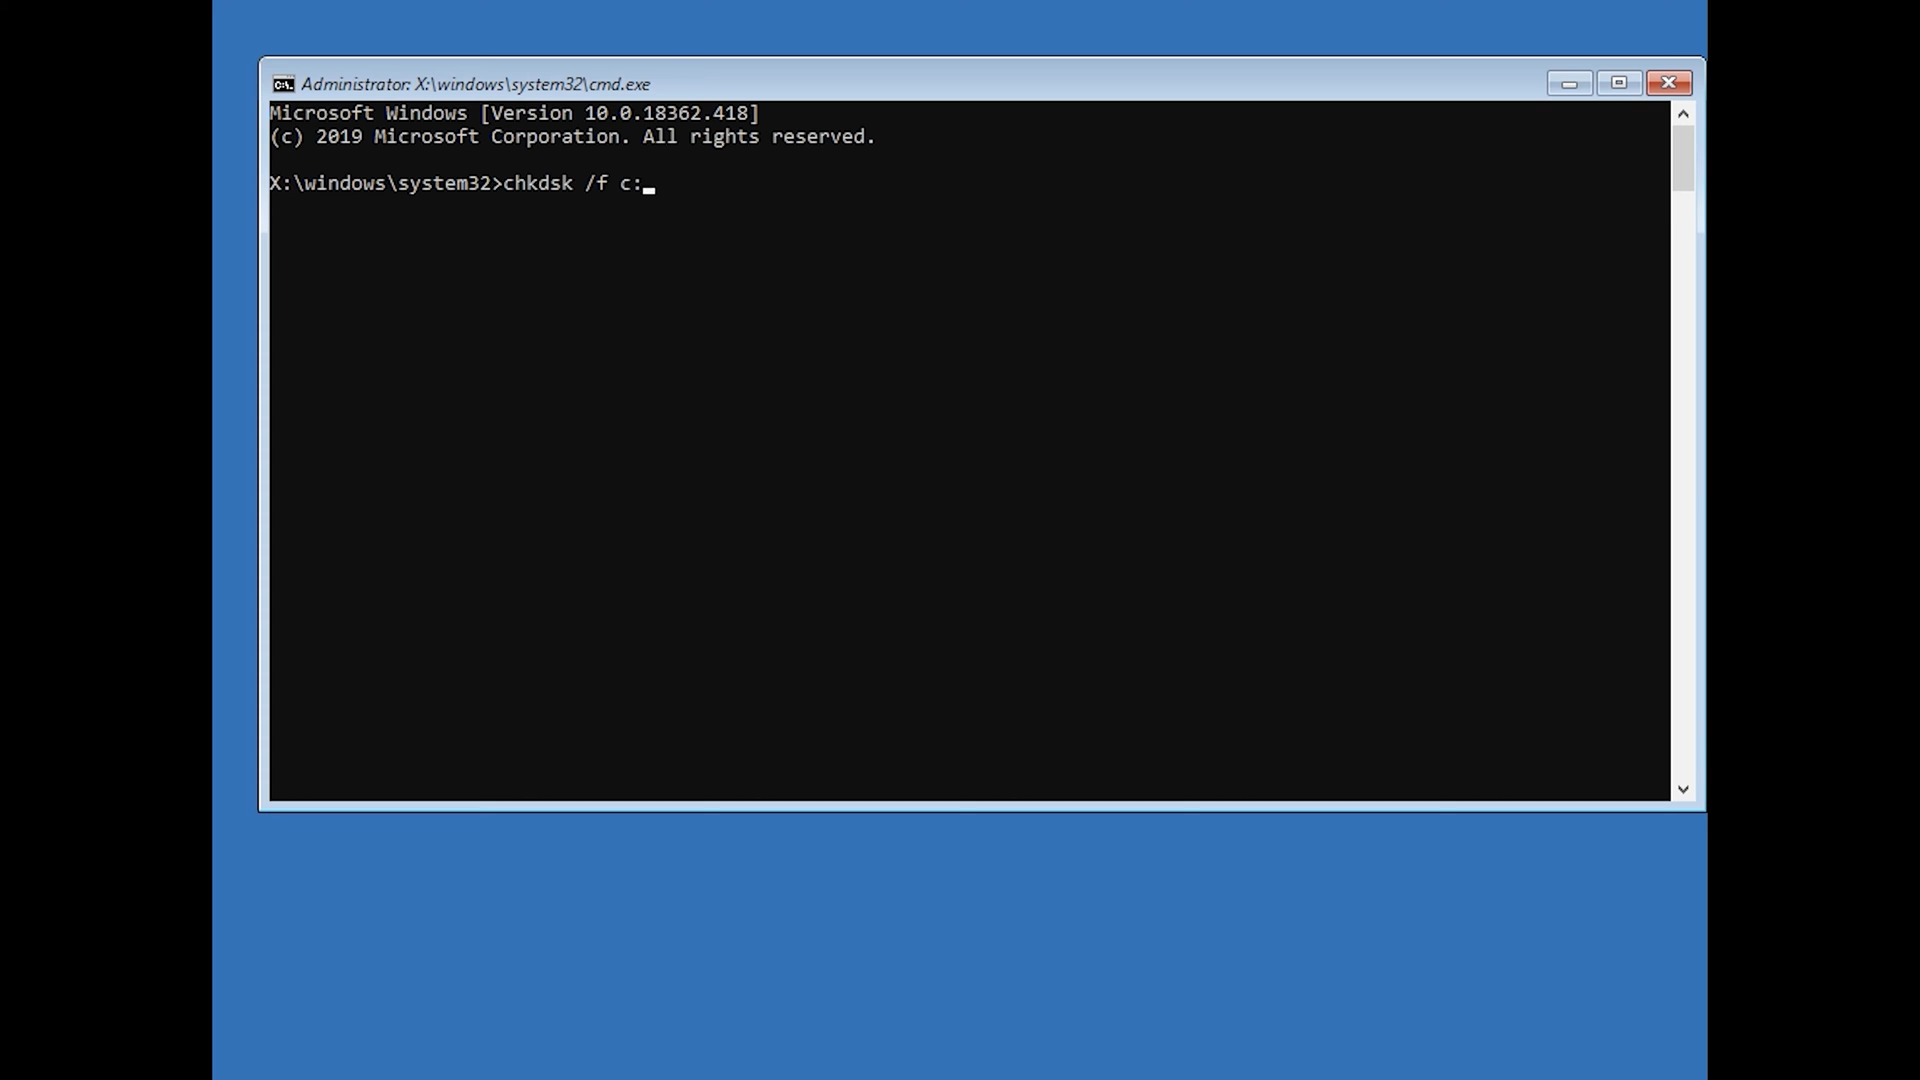 Administrator: X:\windows\system32\cmd.exe
Microsoft Windows [Version 10.0.18362.418]
(c) 2019 Microsoft Corporation. All rights reserved.
X:\windows\system32>chkdsk /f c: